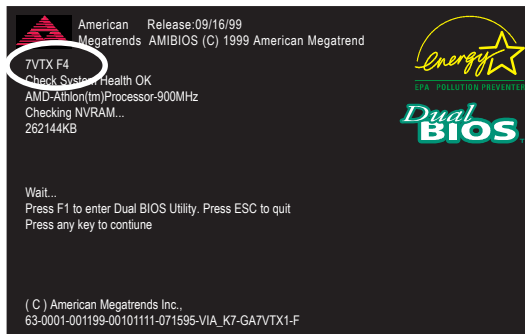 American Release:09/16/99
Megatrends AMIBIOS (C) 1999 American Megatrend
7VTX F4
Check System Health OK
AMD-Athlon(tm)Processor-900MHz
Checking NVRAM...
262144KB
energy
EPA POLLUTION PREVENTER
Dual
BIOS
Wait...
Press F1 to enter Dual BIOS Utility. Press ESC to quit
Press any key to contiune
( C ) American Megatrends Inc.,
63-0001-001199-00101111-071595-VIA_K7-GA7VTX1-F